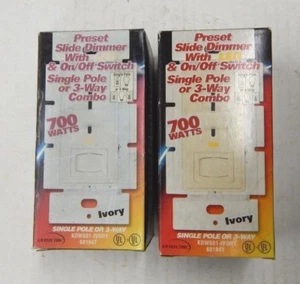 Preset
Slide Dimmer
With LED
& On/Off Switch
Single Pole
or 3-Way
Combo
700
WATTS
Ivory
SINGLE POLE OR 3-WAY
Preset
Slide Dimmer
With LED
& On/Off Switch
Single Pole
or 3-Way
Combo
700
WATTS
Ivory
SINGLE POLE OR 3-WAY